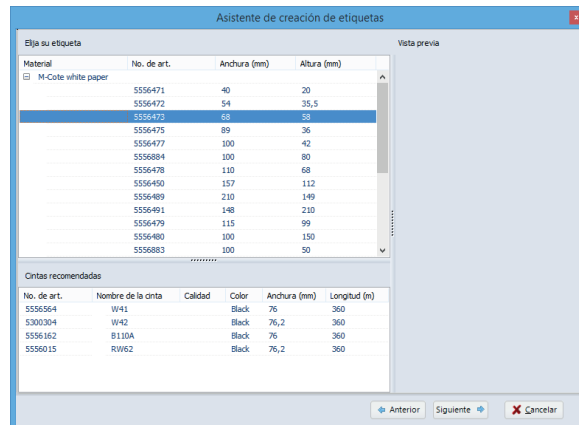 Asistente de creación de etiquetas
x
Elija su etiqueta
Vista previa
Material No. de art. Anchura (mm) Altura (mm)
M-Cote white paper
5556471 40 20
5556472 54 35,5
5556473 68 58
5556475 89 36
5556477 100 42
5556884 100 80
5556478 110 68
5556450 157 112
5556489 210 149
5556491 148 210
5556479 115 99
5556480 100 150
5556883 100 50
Cintas recomendadas
No. de art. Nombre de la cinta Calidad Color Anchura (mm) Longitud (m)
5556564 W41 Black 76 360
5300304 W42 Black 76,2 360
5556162 B110A Black 76 360
5556015 RW62 Black 76,2 360
Anterior Siguiente Cancelar